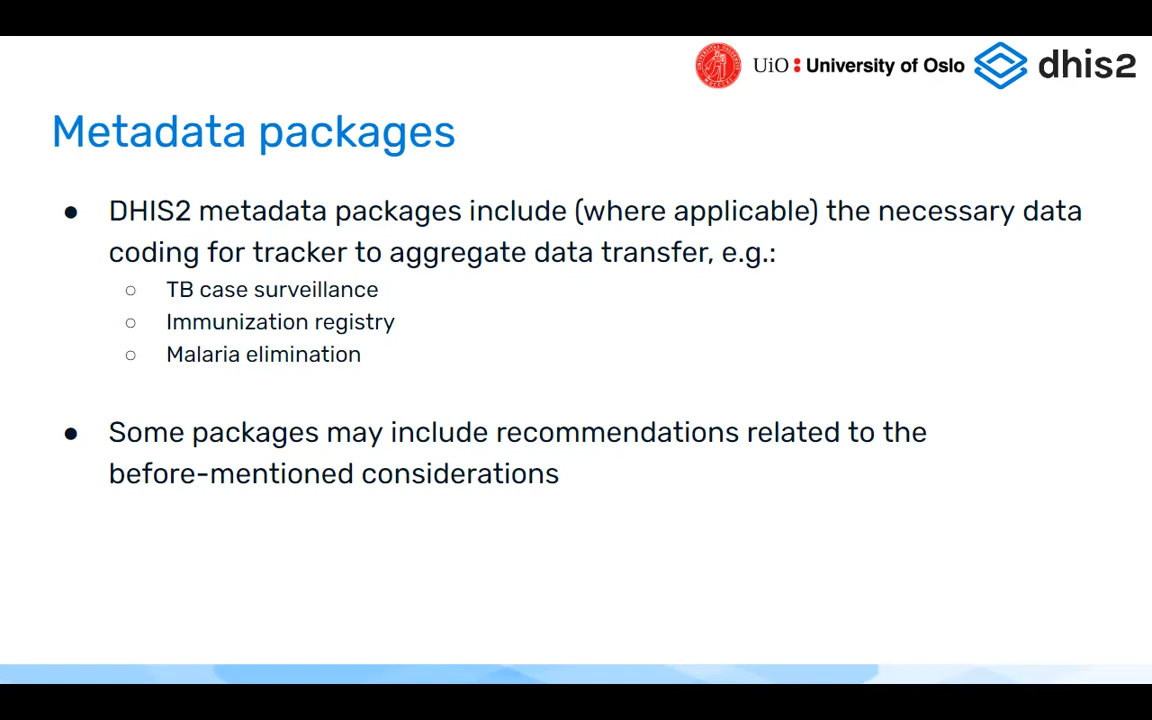 UiO : University of Oslo dhis2
Metadata packages
● DHIS2 metadata packages include (where applicable) the necessary data
coding for tracker to aggregate data transfer, e.g.:
○ TB case surveillance
○ Immunization registry
○ Malaria elimination
● Some packages may include recommendations related to the
before-mentioned considerations